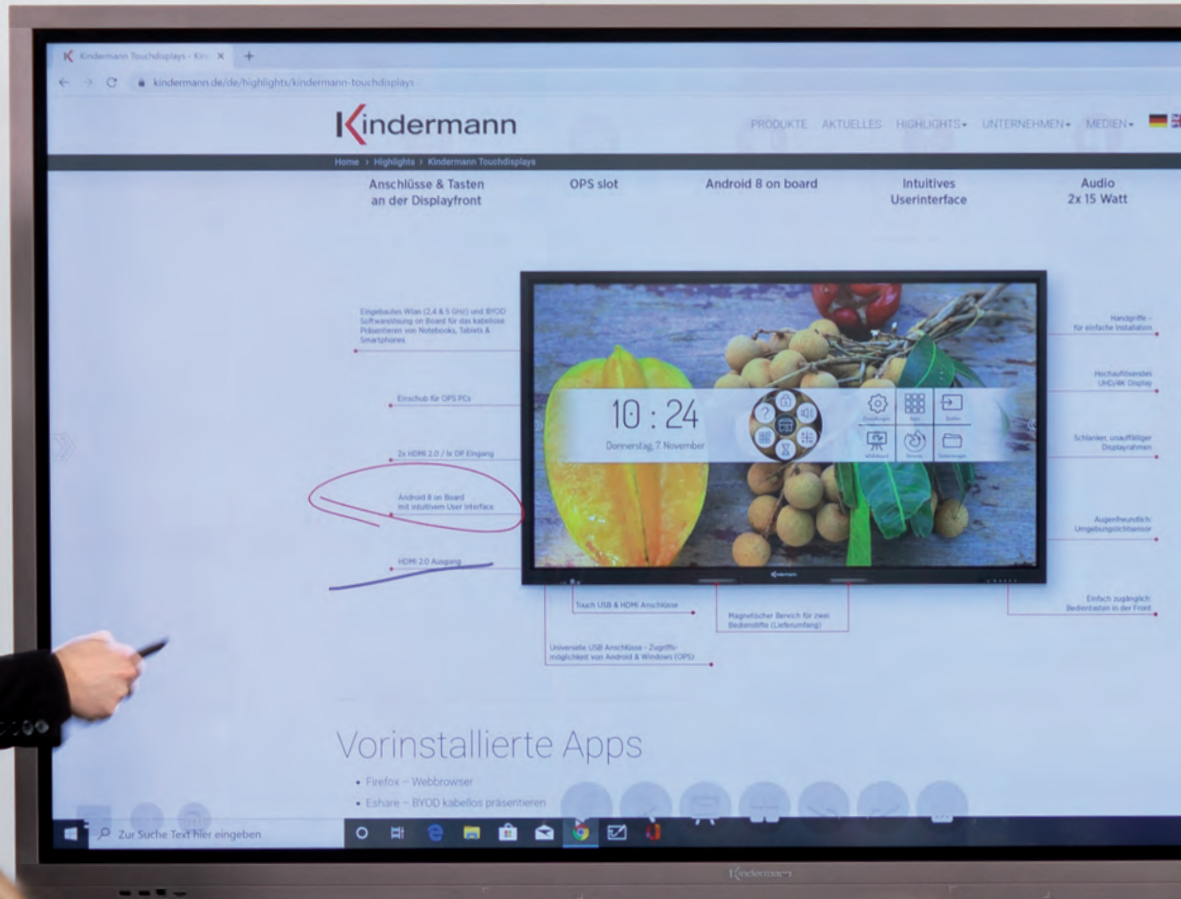 Kindermann Touchdisplays - Kin
kindermann.de/de/highlights/kindermann-touchdisplays
Kindermann
PRODUKTE AKTUELLES HIGHLIGHTS UNTERNEHMEN MEDIEN
Home > Highlights > Kindermann Touchdisplays
Anschlüsse & Tasten
an der Displayfront
OPS slot
Android 8 on board
Intuitives
Userinterface
Audio
2x 15 Watt
Eingebautes Wlan (2,4 & 5 GHz) und BYOD
Softwarelösung on Board für das kabellose
Präsentieren von Notebooks, Tablets &
Smartphones
Einschub für OPS PCs
2x HDMI 2.0 / 1x DP Eingang
Android 8 on Board
mit intuitivem User Interface
HDMI 2.0 Ausgang
10 : 24
Donnerstag, 7. November
?
Einstellungen Apps
Whiteboard
Kindermann
Handgriffe –
für einfache Installation
Hochauflösendes
UHD/4K Display
Schlanker, unauffälliger
Displayrahmen
Augenfreundlich:
Umgebungslichtsensor
Einfach zugänglich:
Bedientasten in der Front
Touch USB & HDMI Anschlüsse
Magnetischer Bereich für zwei
Bedienstifte (Lieferumfang)
Universelle USB Anschlüsse - Zugriffs-
möglichkeit von Android & Windows (OPS)
Vorinstallierte Apps
• Firefox – Webbrowser
• Eshare – BYOD kabellos präsentieren
Zur Suche Text hier eingeben
Kindermann